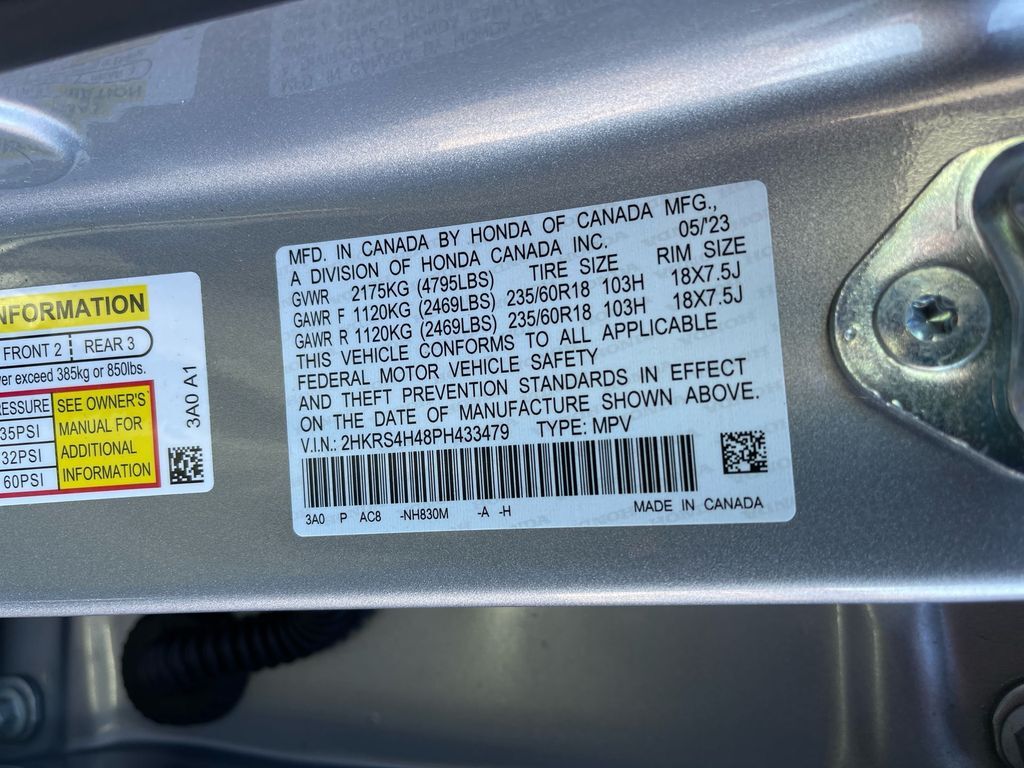 NFORMATION
FRONT 2 REAR 3
er exceed 385kg or 850lbs.
RESSURE SEE OWNER'S
35PSI MANUAL FOR
32PSI ADDITIONAL
60PSI INFORMATION
3A0 A1
MFD. IN CANADA BY HONDA OF CANADA MFG.,
A DIVISION OF HONDA CANADA INC. 05/'23
GVWR 2175KG (4795LBS) TIRE SIZE RIM SIZE
GAWR F 1120KG (2469LBS) 235/60R18 103H 18X7.5J
GAWR R 1120KG (2469LBS) 235/60R18 103H 18X7.5J
THIS VEHICLE CONFORMS TO ALL APPLICABLE
FEDERAL MOTOR VEHICLE SAFETY
AND THEFT PREVENTION STANDARDS IN EFFECT
ON THE DATE OF MANUFACTURE SHOWN ABOVE.
V.I.N.: 2HKRS4H48PH433479 TYPE: MPV
3A0 P AC8 -NH830M -A -H MADE IN CANADA